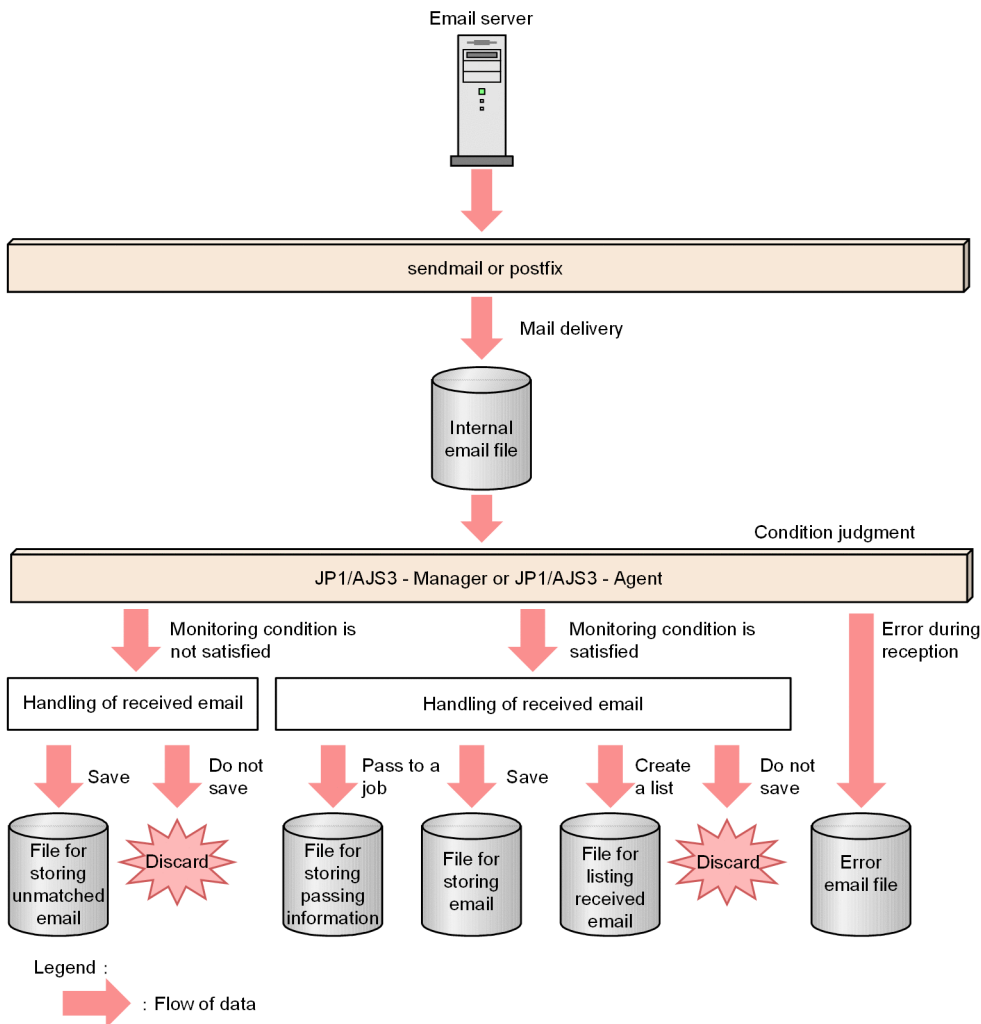 Email server
sendmail or postfix
Mail delivery
Internal
email file
Condition judgment
JP1/AJS3 - Manager or JP1/AJS3 - Agent
Monitoring condition is
not satisfied
Monitoring condition is
satisfied
Error during
reception
Handling of received email
Handling of received email
Save
Do not
save
Pass to a
job
Save
Create
a list
Do not
save
File for
storing
unmatched
email
Discard
File for
storing
passing
information
File for
storing
email
File for
listing
received
email
Discard
Error
email file
Legend :
: Flow of data